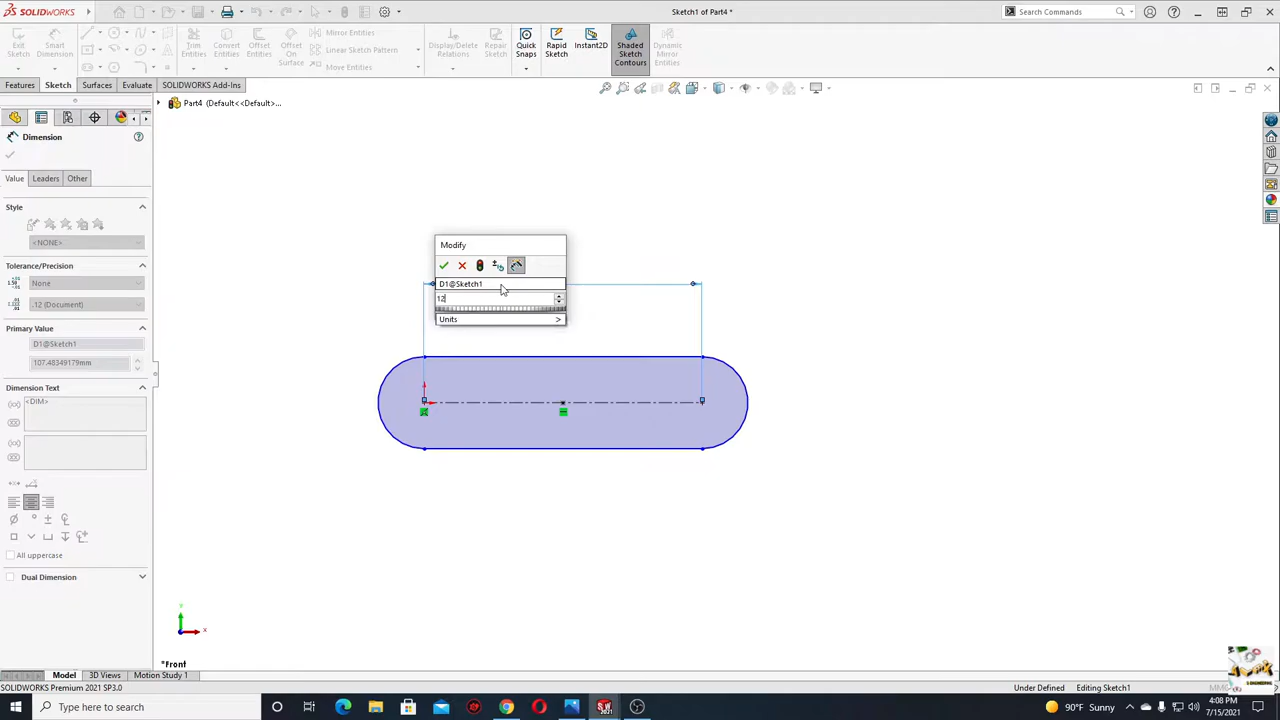 SOLIDWORKS
Sketch1 of Part4 *
Search Commands
Exit Sketch
Smart Dimension
Trim Entities
Convert Entities
Offset Entities
Offset On Surface
Mirror Entities
Linear Sketch Pattern
Move Entities
Display/Delete Relations
Repair Sketch
Quick Snaps
Rapid Sketch
Instant2D
Shaded Sketch Contours
Dynamic Mirror Entities
Features
Sketch
Surfaces
Evaluate
SOLIDWORKS Add-Ins
Part4 (Default<<Default>...
Dimension
Value
Leaders
Other
Style
<NONE>
Tolerance/Precision
None
.12 (Document)
Primary Value
D1@Sketch1
107.48349179mm
Dimension Text
<DIM>
All uppercase
Dual Dimension
Modify
D1@Sketch1
12
Units >
Y
x
*Front
Model
3D Views
Motion Study 1
SOLIDWORKS Premium 2021 SP3.0
Under Defined
Editing Sketch1
Type here to search
90°F Sunny
4:08 PM
7/15/2021